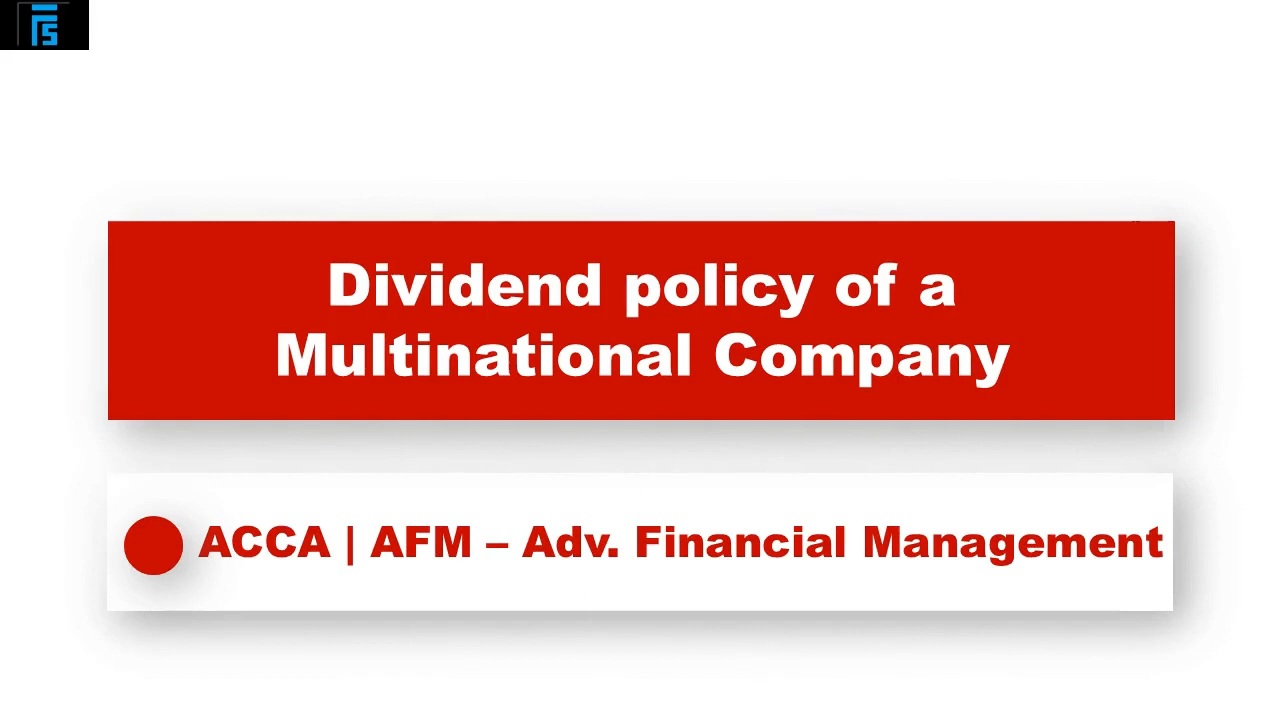 Dividend policy of a
Multinational Company
ACCA | AFM – Adv. Financial Management